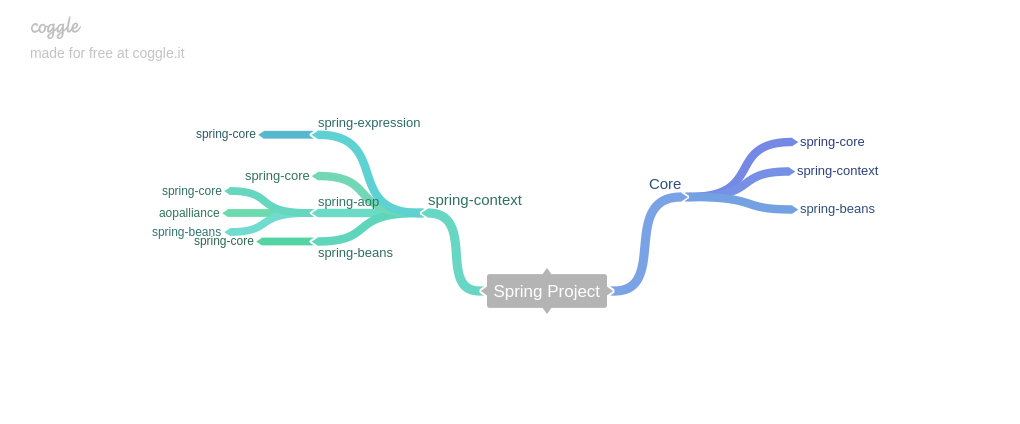 coggle
made for free at coggle.it
spring-expression
spring-core
spring-core
spring-core
spring-aop
aopalliance
spring-beans
spring-core
spring-beans
spring-context
Spring Project
Core
spring-core
spring-context
spring-beans